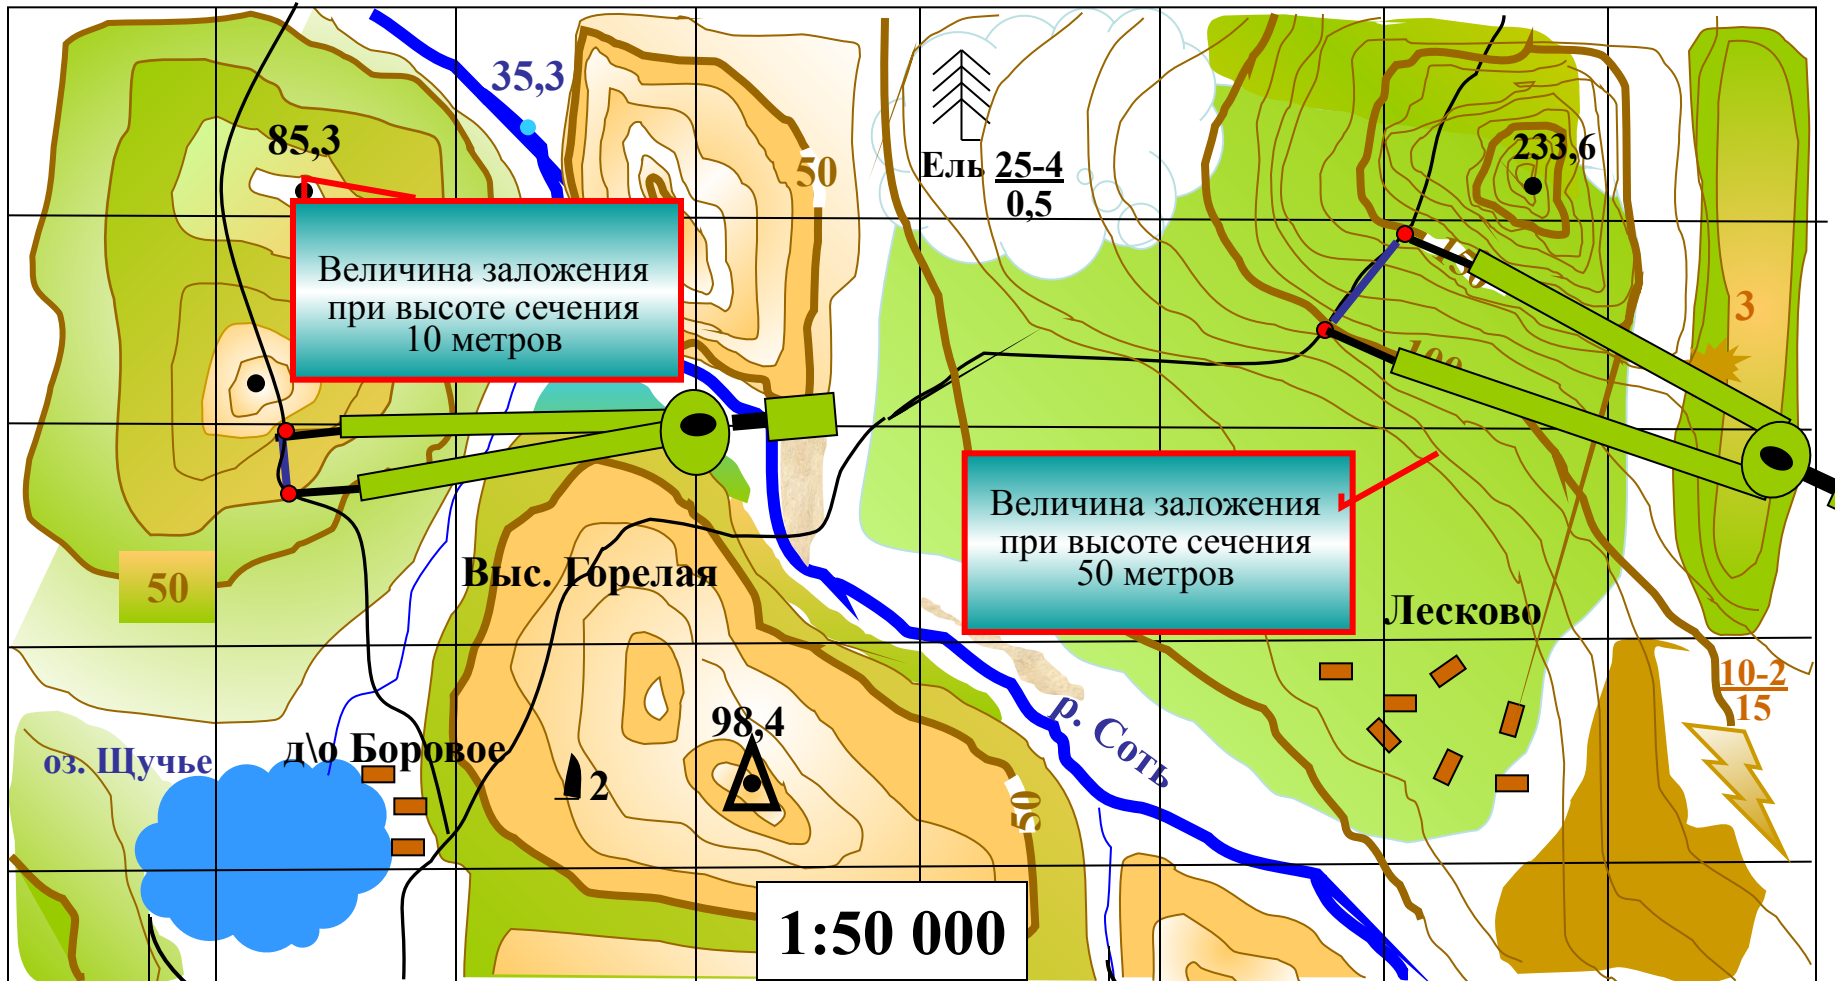 35,3
85,3
50
Ель 25-4
0,5
233,6
150
Величина заложения
при высоте сечения
10 метров
3
100
Величина заложения
при высоте сечения
50 метров
Выс. Горелая
50
Лесково
10-2
15
98,4
р. Соть
оз. Щучье
д\о Боровое
2
50
1:50 000